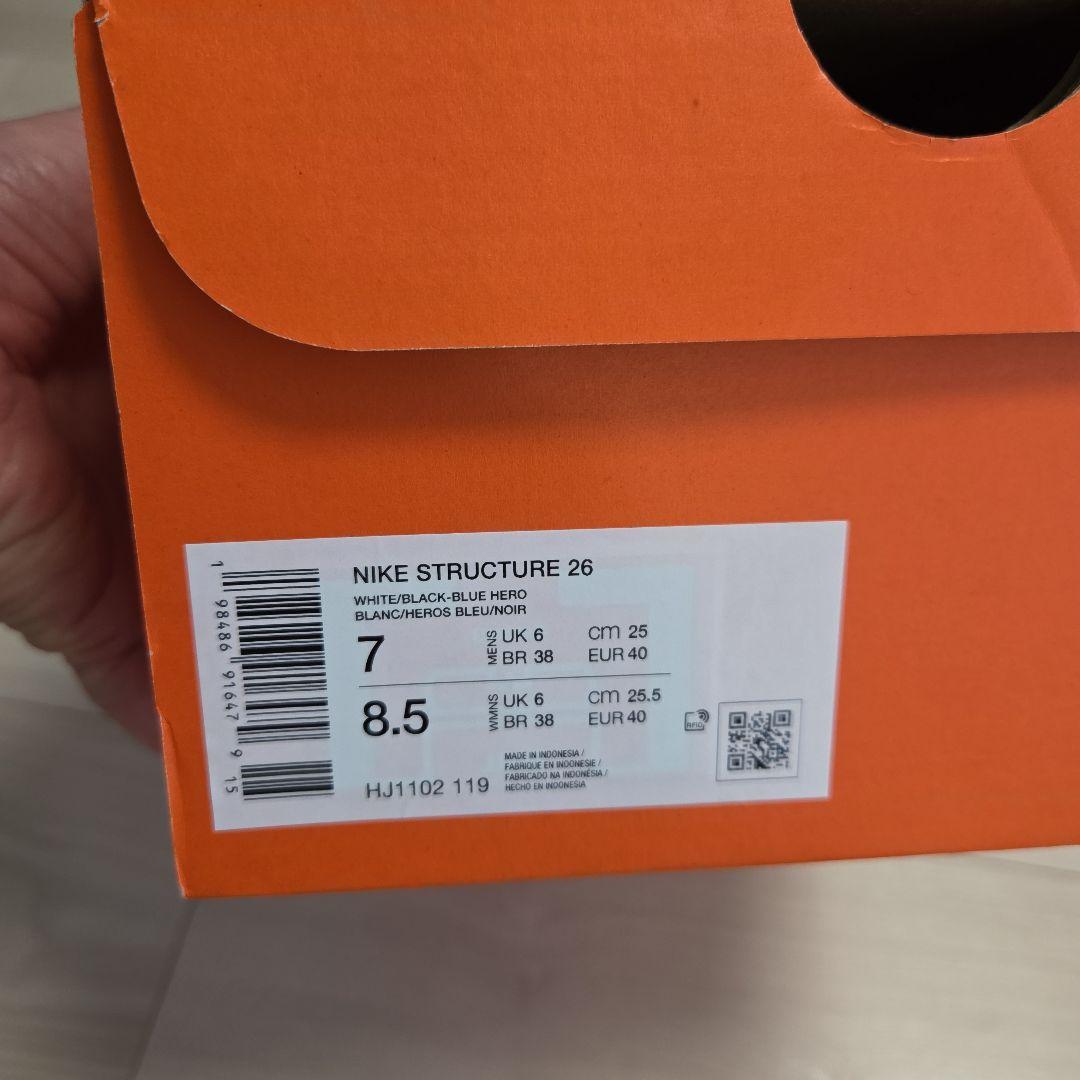 NIKE STRUCTURE 26
WHITE/BLACK-BLUE HERO
BLANC/HEROS BLEU/NOIR
7 MENS UK 6 cm 25
BR 38 EUR 40
8.5 WMNS UK 6 cm 25.5
BR 38 EUR 40
RFID
MADE IN INDONESIA /
FABRIQUE EN INDONESIE /
FABRICADO NA INDONÉSIA /
HECHO EN INDONESIA
HJ1102 119
1 98486 91647 9 15